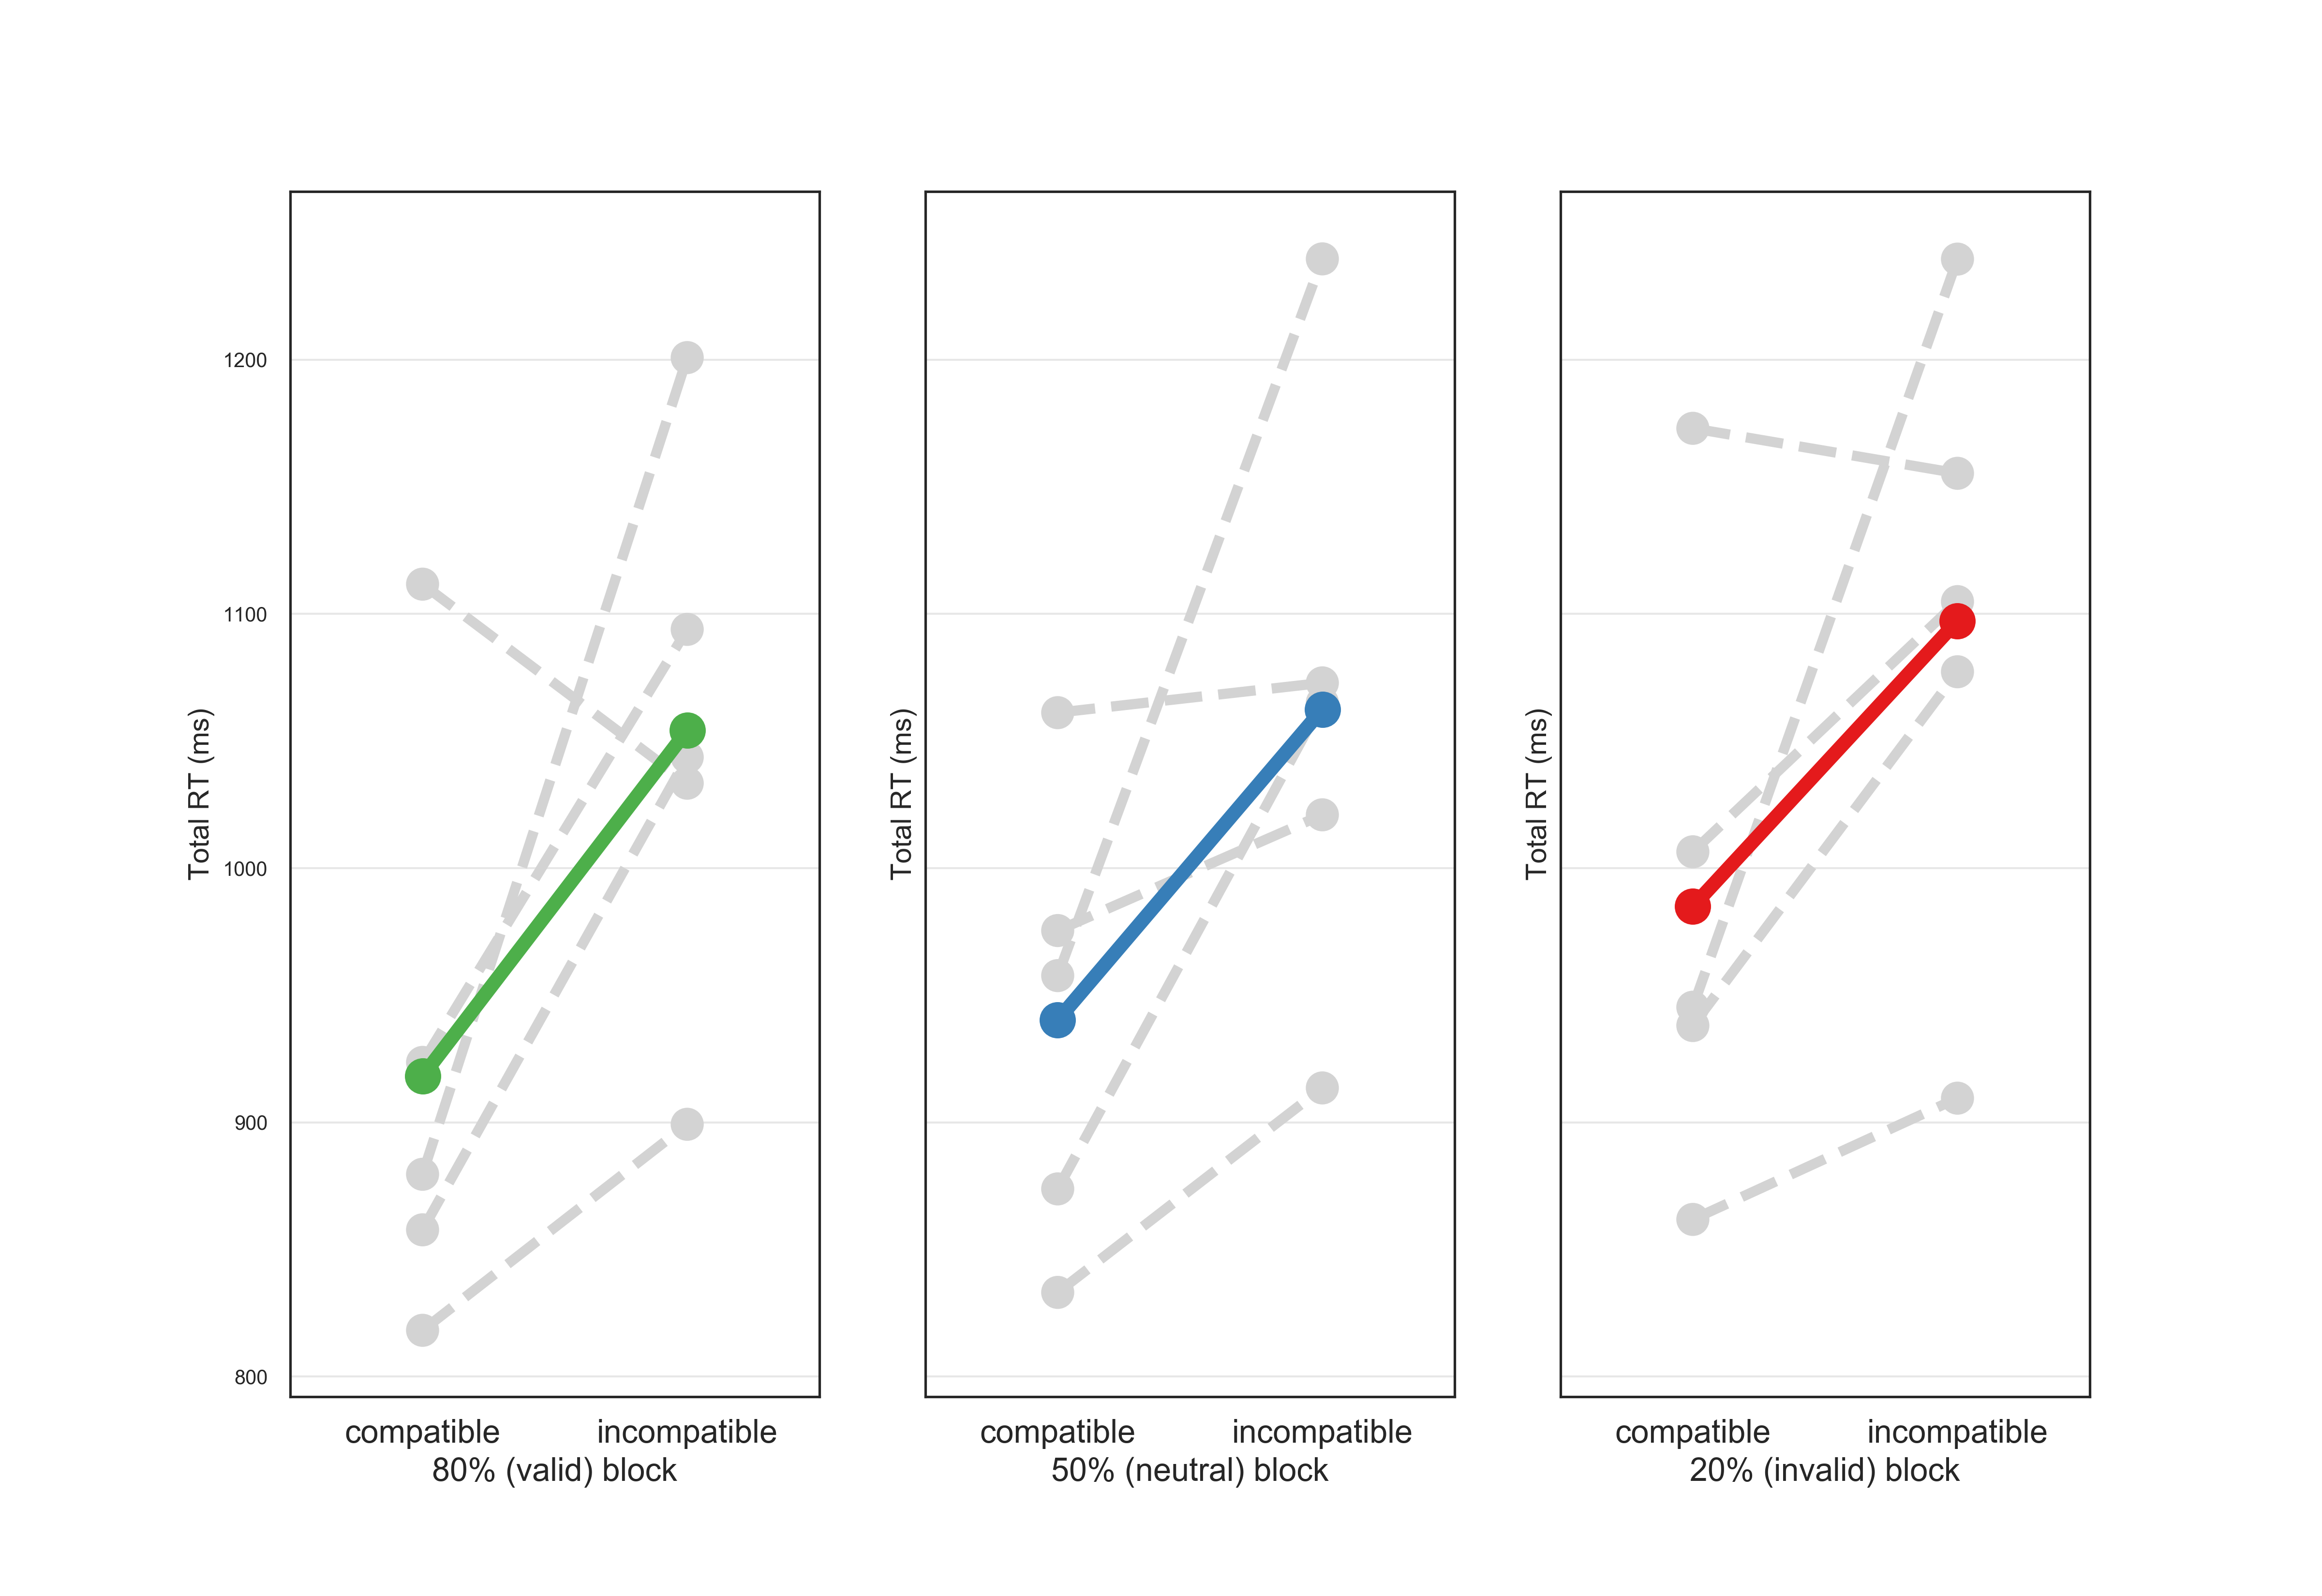 Total RT (ms)
1200
1100
1000
900
800
compatible incompatible
80% (valid) block
Total RT (ms)
compatible incompatible
50% (neutral) block
Total RT (ms)
compatible incompatible
20% (invalid) block